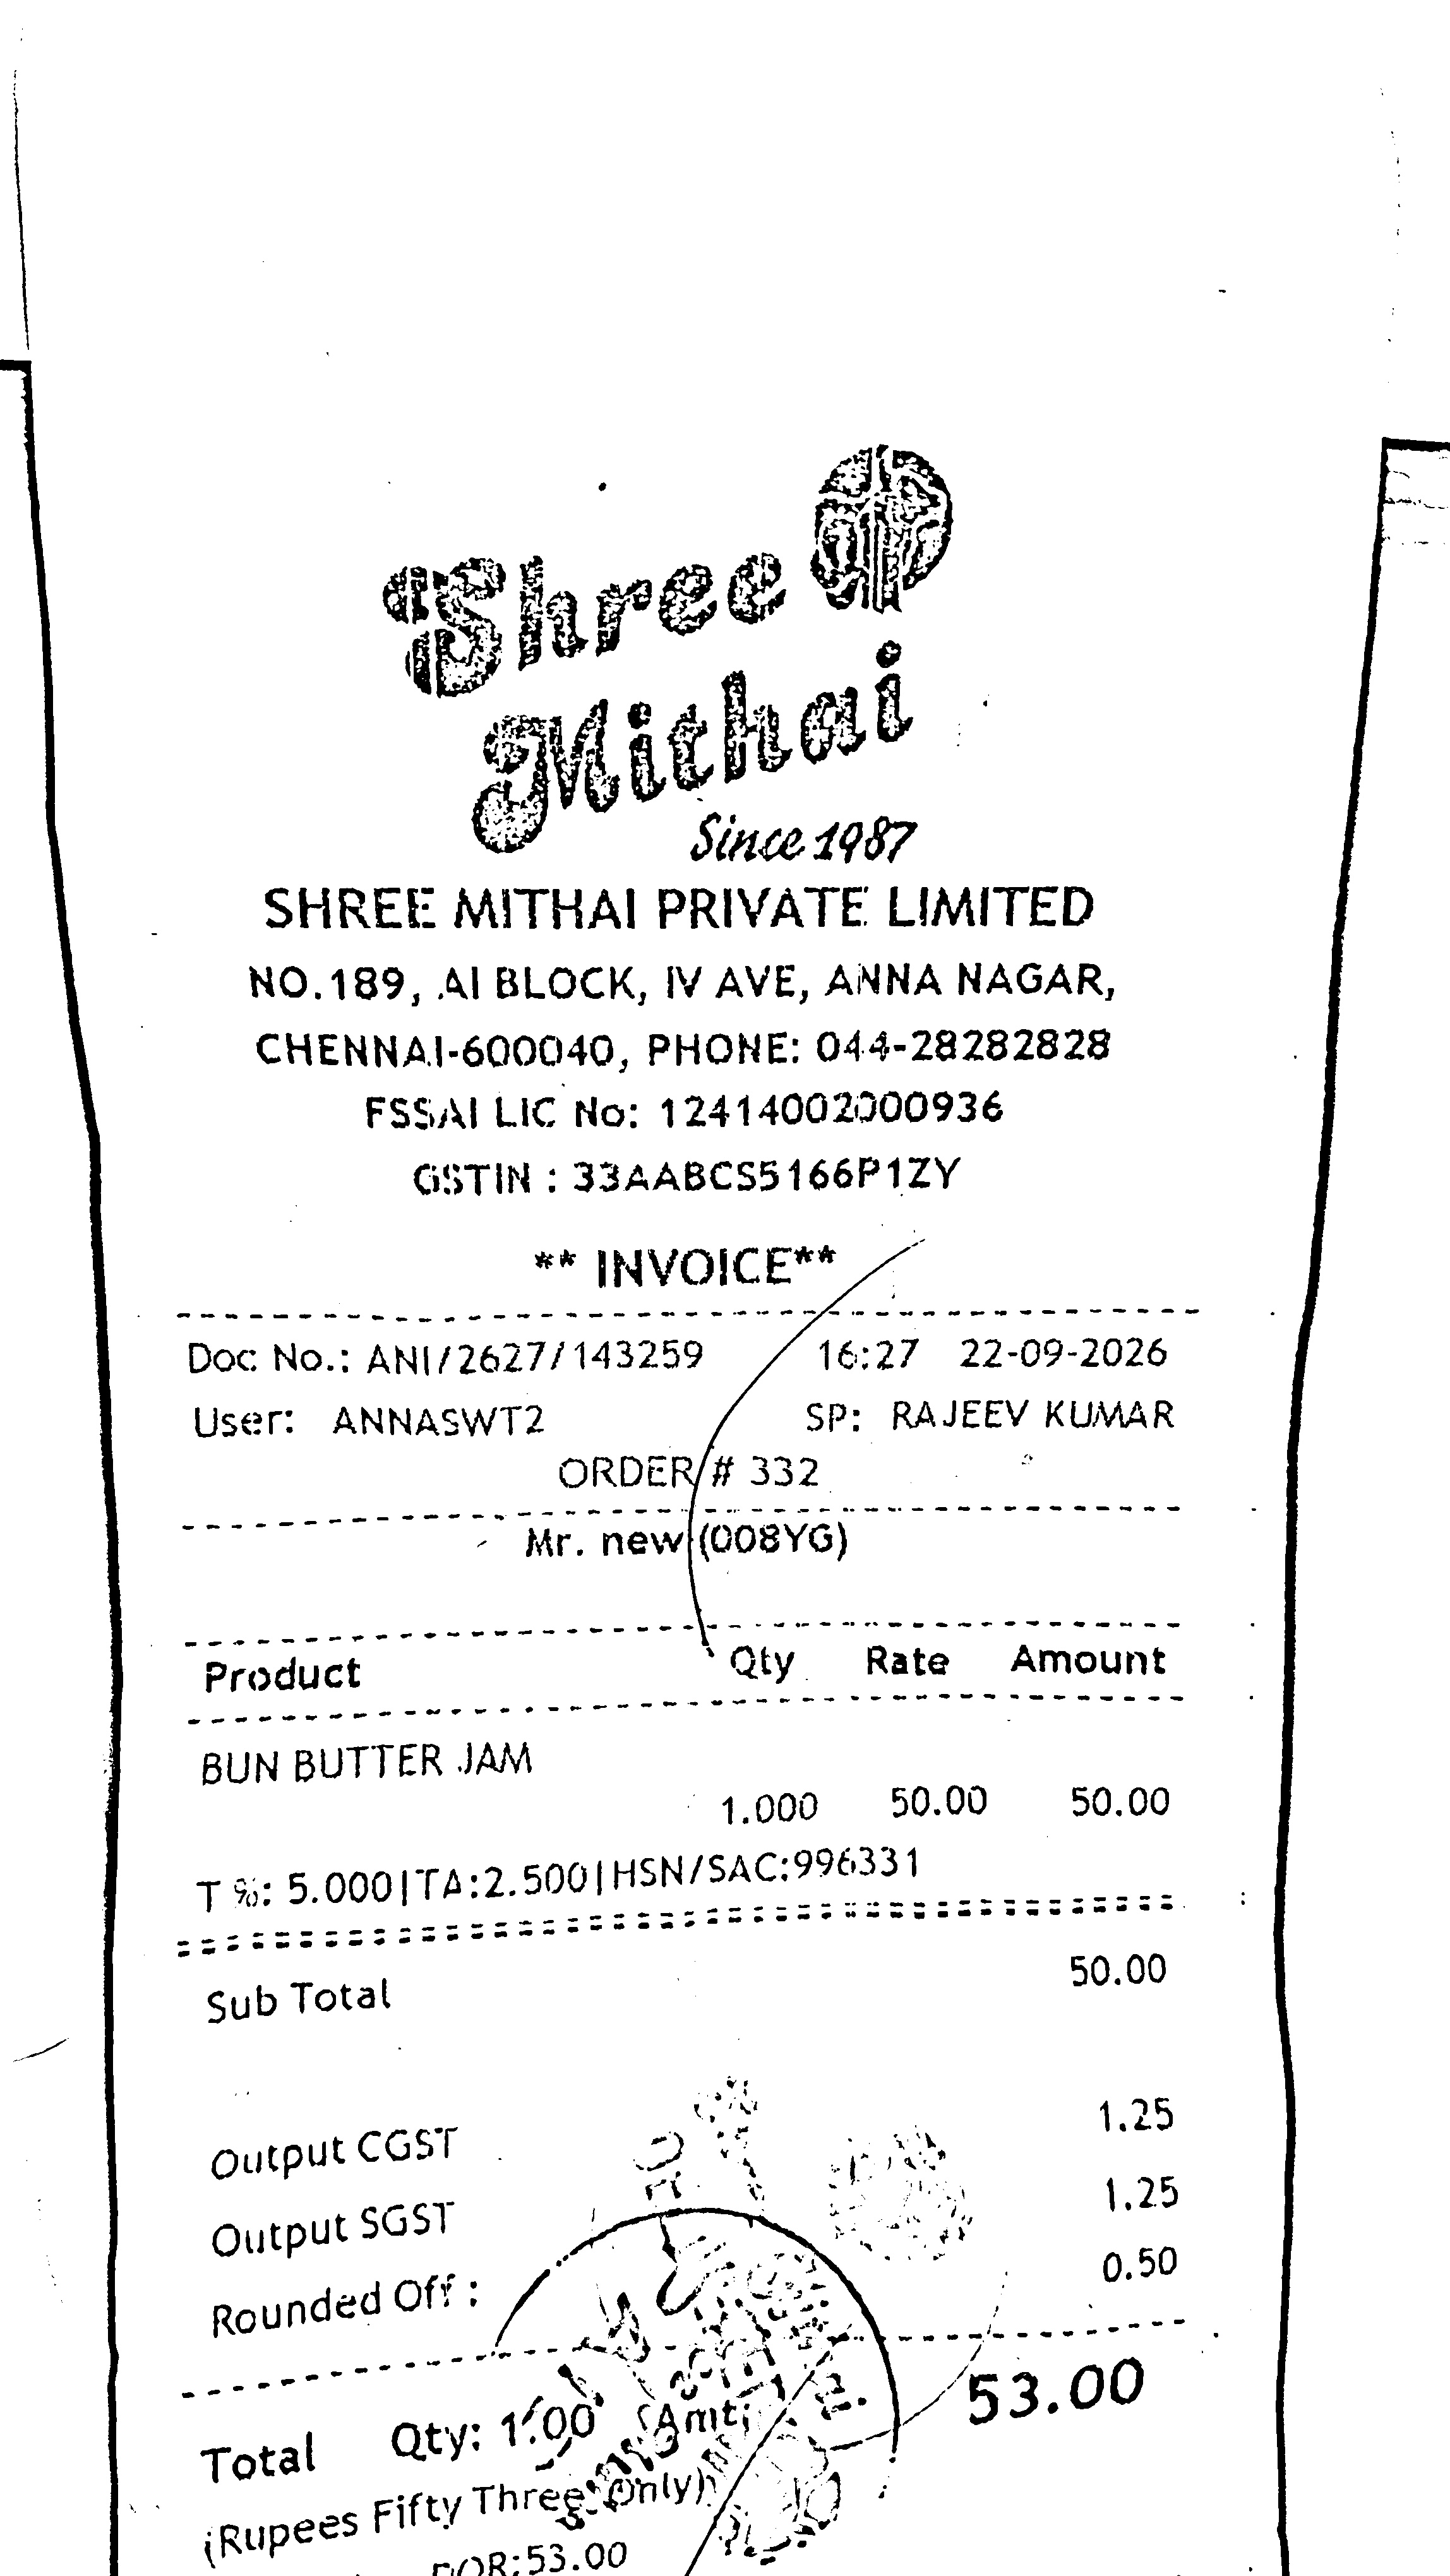 Shree
Mithai
Since 1987
SHREE MITHAI PRIVATE LIMITED
NO.189, AI BLOCK, IV AVE, ANNA NAGAR,
CHENNAI-600040, PHONE: 044-28282828
FSSAI LIC No: 12414002000936
GSTIN : 33AABCS5166P1ZY
** INVOICE**
Doc No.: ANI/2627/143259 16:27 22-09-2026
User: ANNASWT2 SP: RAJEEV KUMAR
ORDER # 332
Mr. new (008YG)
Product Qty Rate Amount
BUN BUTTER JAM
1.000 50.00 50.00
T %: 5.000|TA:2.500|HSN/SAC:996331
Sub Total 50.00
Output CGST 1.25
Output SGST 1.25
Rounded Off : 0.50
Total Qty: 1.00 Amt: 53.00
(Rupees Fifty Three Only)
53.00